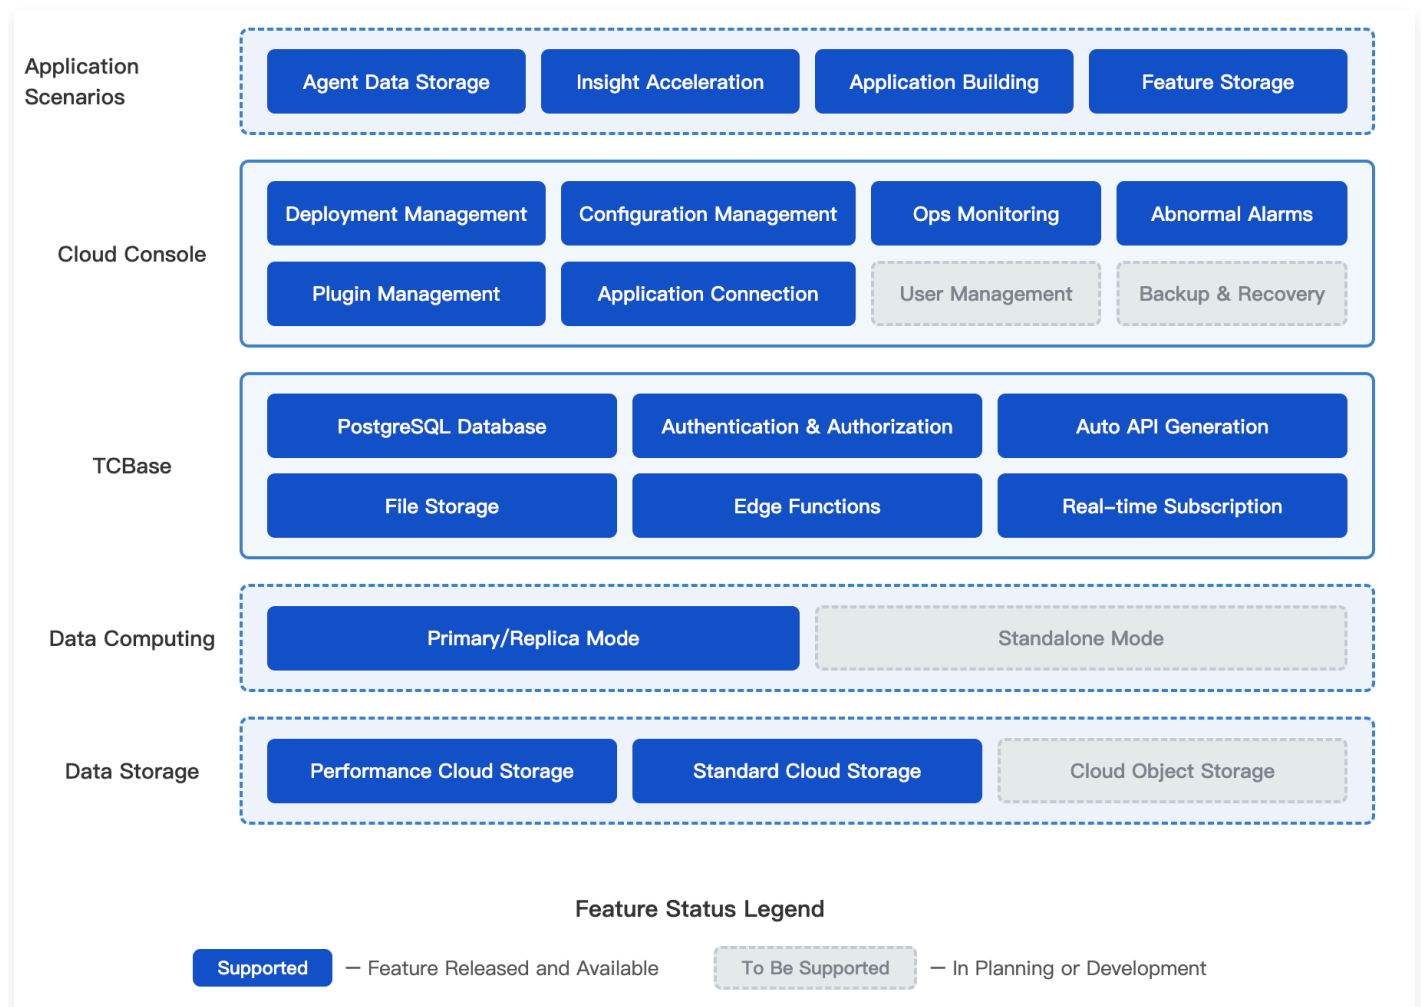 Application
Scenarios
Agent Data Storage
Insight Acceleration
Application Building
Feature Storage
Cloud Console
Deployment Management
Configuration Management
Ops Monitoring
Abnormal Alarms
Plugin Management
Application Connection
User Management
Backup & Recovery
TCBase
PostgreSQL Database
Authentication & Authorization
Auto API Generation
File Storage
Edge Functions
Real-time Subscription
Data Computing
Primary/Replica Mode
Standalone Mode
Data Storage
Performance Cloud Storage
Standard Cloud Storage
Cloud Object Storage
Feature Status Legend
Supported — Feature Released and Available
To Be Supported — In Planning or Development